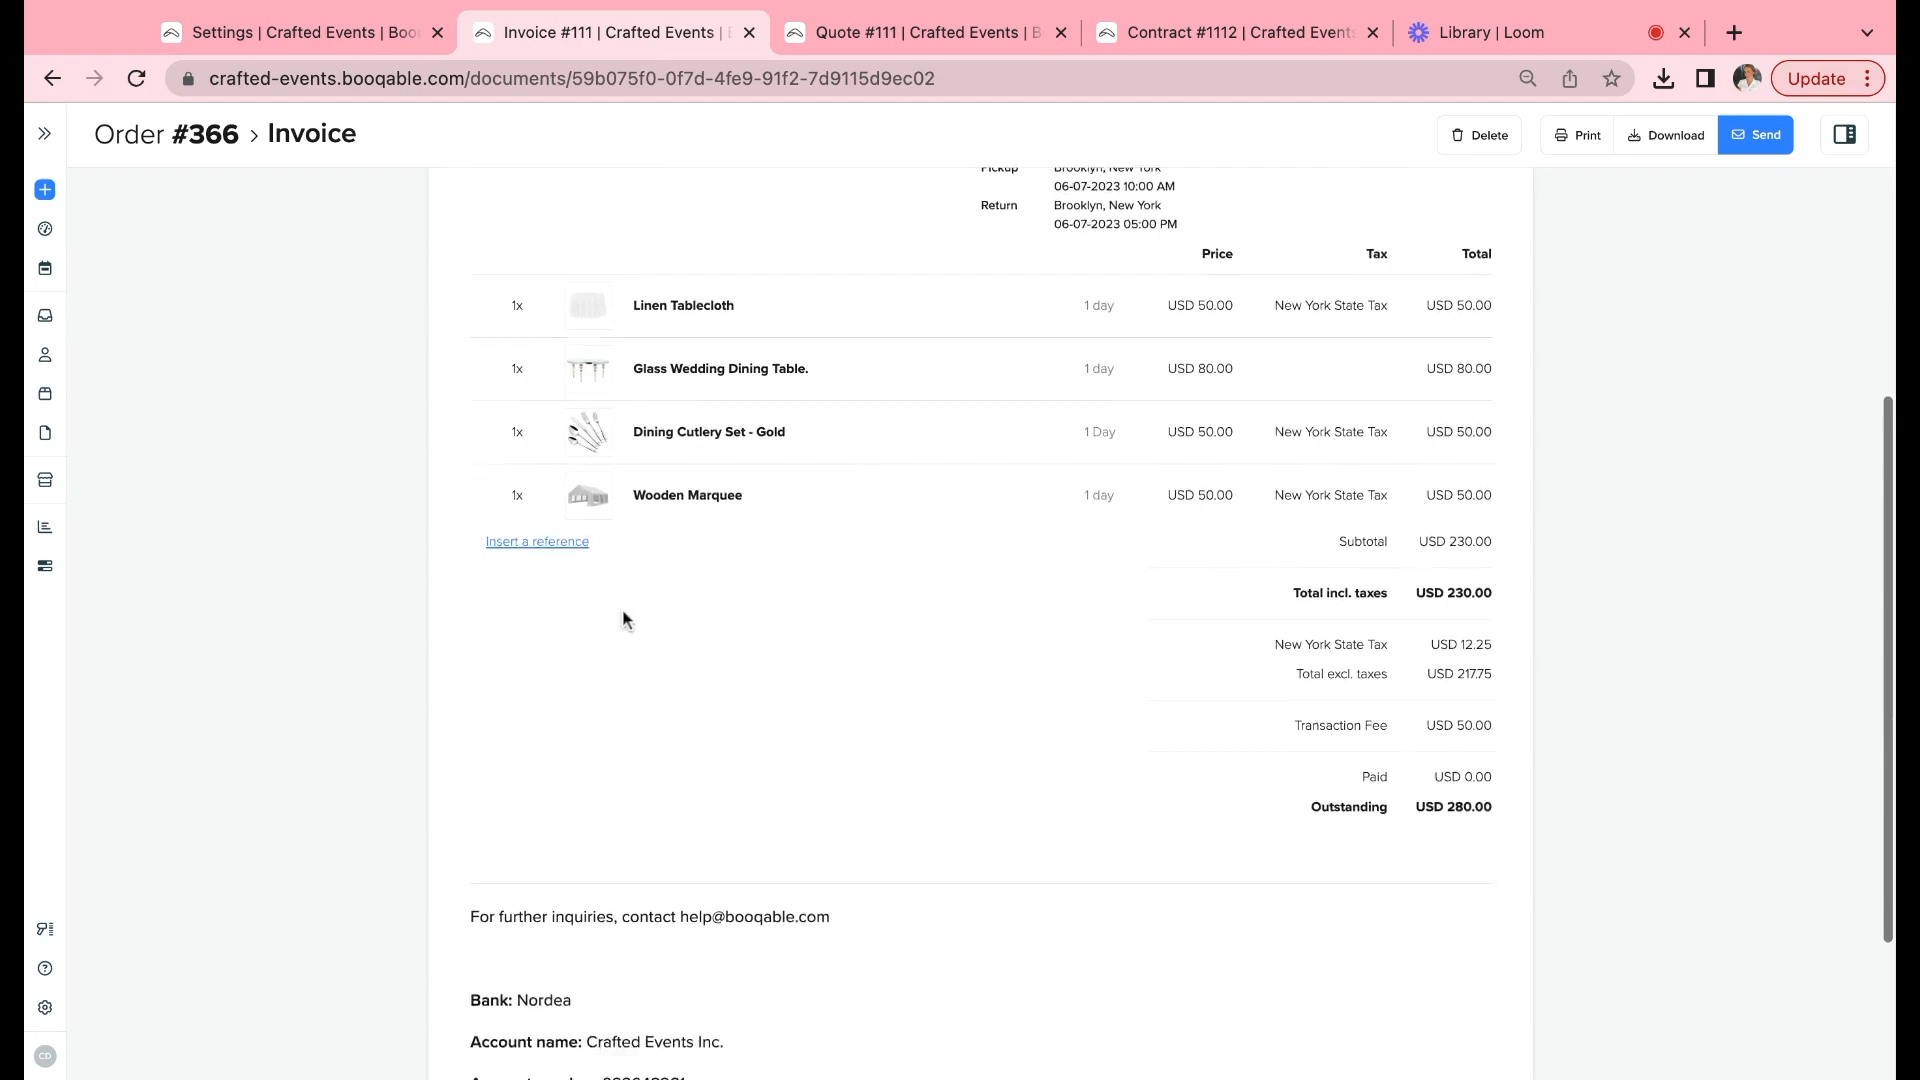 Settings | Crafted Events | Boo
Invoice #111 | Crafted Events |
Quote #111 | Crafted Events | B
Contract #1112 | Crafted Events
Library | Loom
crafted-events.booqable.com/documents/59b075f0-0f7d-4fe9-91f2-7d9115d9ec02
Update
Order #366 › Invoice
Delete
Print
Download
Send
Pickup Brooklyn, New York
06-07-2023 10:00 AM
Return Brooklyn, New York
06-07-2023 05:00 PM
Price Tax Total
1x Linen Tablecloth 1 day USD 50.00 New York State Tax USD 50.00
1x Glass Wedding Dining Table. 1 day USD 80.00 USD 80.00
1x Dining Cutlery Set - Gold 1 Day USD 50.00 New York State Tax USD 50.00
1x Wooden Marquee 1 day USD 50.00 New York State Tax USD 50.00
Insert a reference
Subtotal USD 230.00
Total incl. taxes USD 230.00
New York State Tax USD 12.25
Total excl. taxes USD 217.75
Transaction Fee USD 50.00
Paid USD 0.00
Outstanding USD 280.00
For further inquiries, contact help@booqable.com
Bank: Nordea
Account name: Crafted Events Inc.
CD